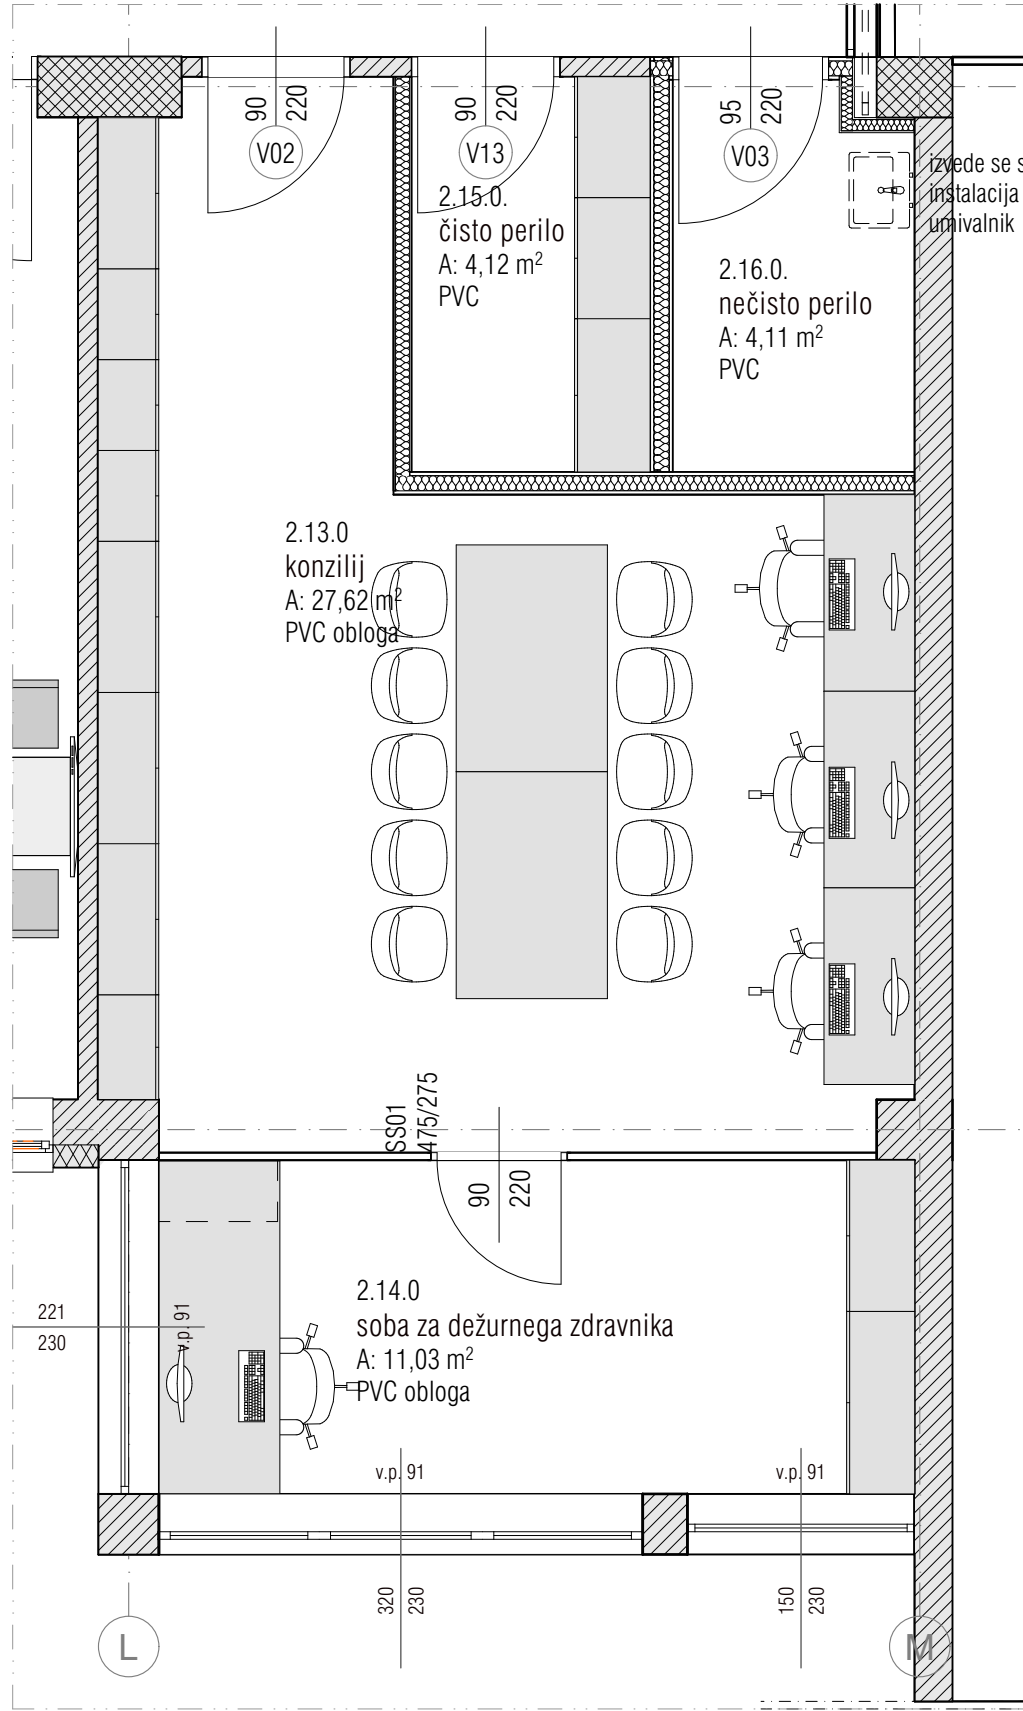 90
220
V02
90
220
V13
95
220
V03
izvede se s
instalacija
umivalnik
2.15.0.
čisto perilo
A: 4,12 m²
PVC
2.16.0.
nečisto perilo
A: 4,11 m²
PVC
2.13.0
konzilij
A: 27,62 m²
PVC obloga
SS01
475/275
90
220
221
230
v.p. 91
2.14.0
soba za dežurnega zdravnika
A: 11,03 m²
PVC obloga
v.p. 91
v.p. 91
320
230
150
230
L
M